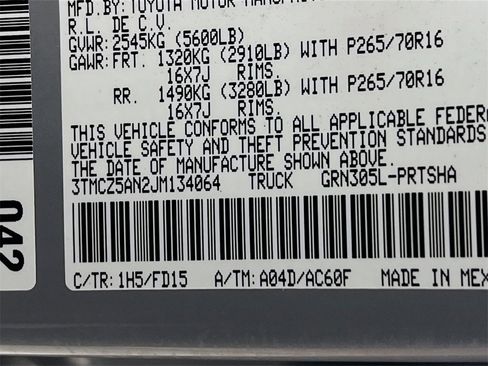 MFD. BY: TOYOTA MOTOR
R.L. DE C.V.
GVWR: 2545KG (5600LB)
GAWR: FRT. 1320KG (2910LB) WITH P265/70R16
16X7J RIMS.
RR. 1490KG (3280LB) WITH P265/70R16
16X7J RIMS.
THIS VEHICLE CONFORMS TO ALL APPLICABLE FEDERA
VEHICLE SAFETY AND THEFT PREVENTION STANDARDS
THE DATE OF MANUFACTURE SHOWN ABOVE.
3TMCZ5AN2JM134064 TRUCK GRN305L-PRTSHA
C/TR: 1H5/FD15 A/TM: A04D/AC60F MADE IN MEX
042